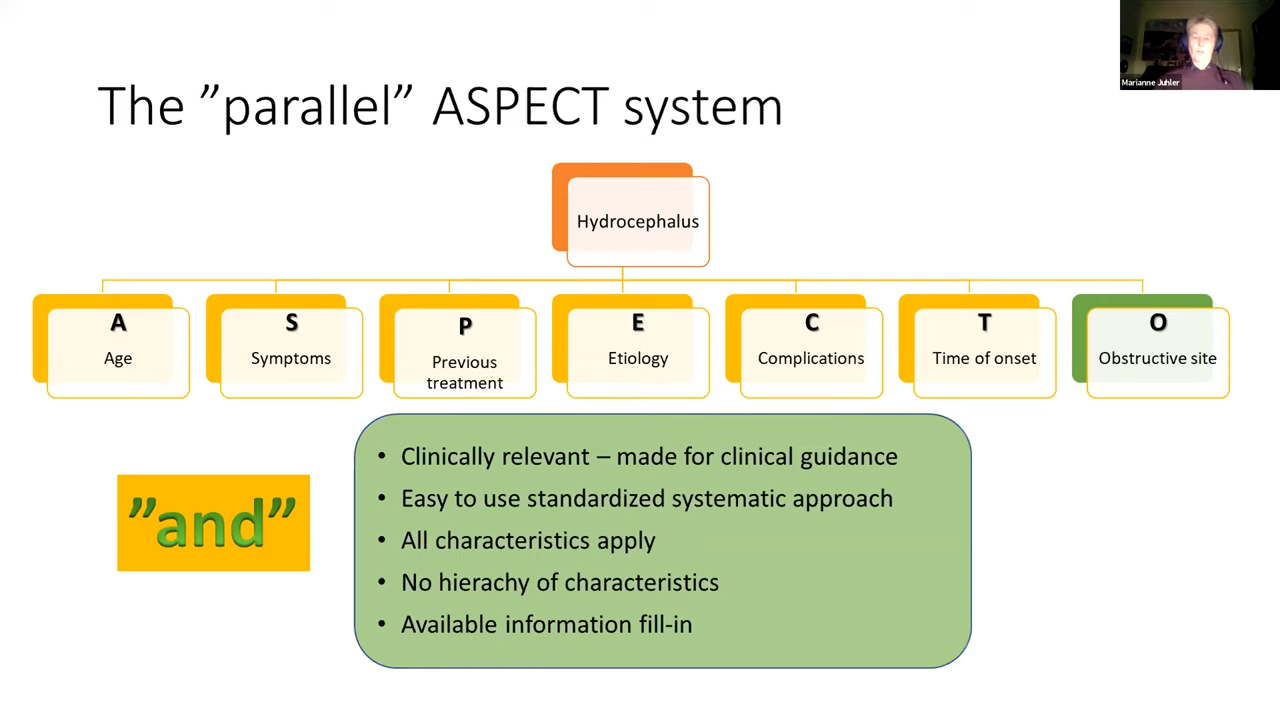 Marianne Juhler
The ”parallel” ASPECT system
Hydrocephalus
A
Age
S
Symptoms
P
Previous
treatment
E
Etiology
C
Complications
T
Time of onset
O
Obstructive site
”and”
• Clinically relevant – made for clinical guidance
• Easy to use standardized systematic approach
• All characteristics apply
• No hierachy of characteristics
• Available information fill-in